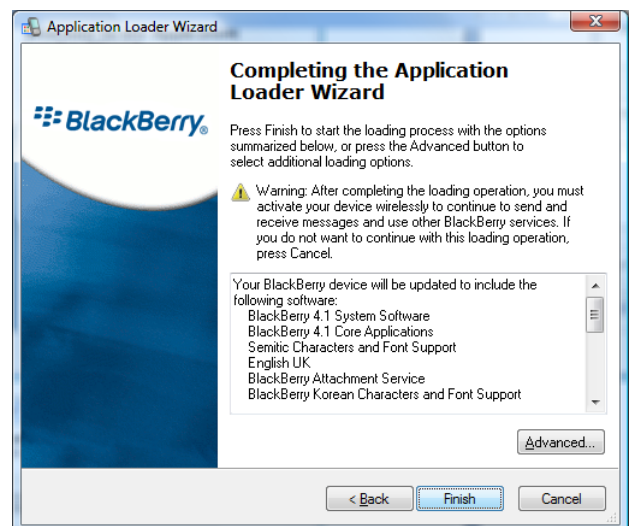 Application Loader Wizard
Completing the Application
Loader Wizard
BlackBerry®
Press Finish to start the loading process with the options
summarized below, or press the Advanced button to
select additional loading options.
Warning: After completing the loading operation, you must
activate your device wirelessly to continue to send and
receive messages and use other BlackBerry services. If
you do not want to continue with this loading operation,
press Cancel.
Your BlackBerry device will be updated to include the
following software:
BlackBerry 4.1 System Software
BlackBerry 4.1 Core Applications
Semitic Characters and Font Support
English UK
BlackBerry Attachment Service
BlackBerry Korean Characters and Font Support
Advanced...
< Back
Finish
Cancel